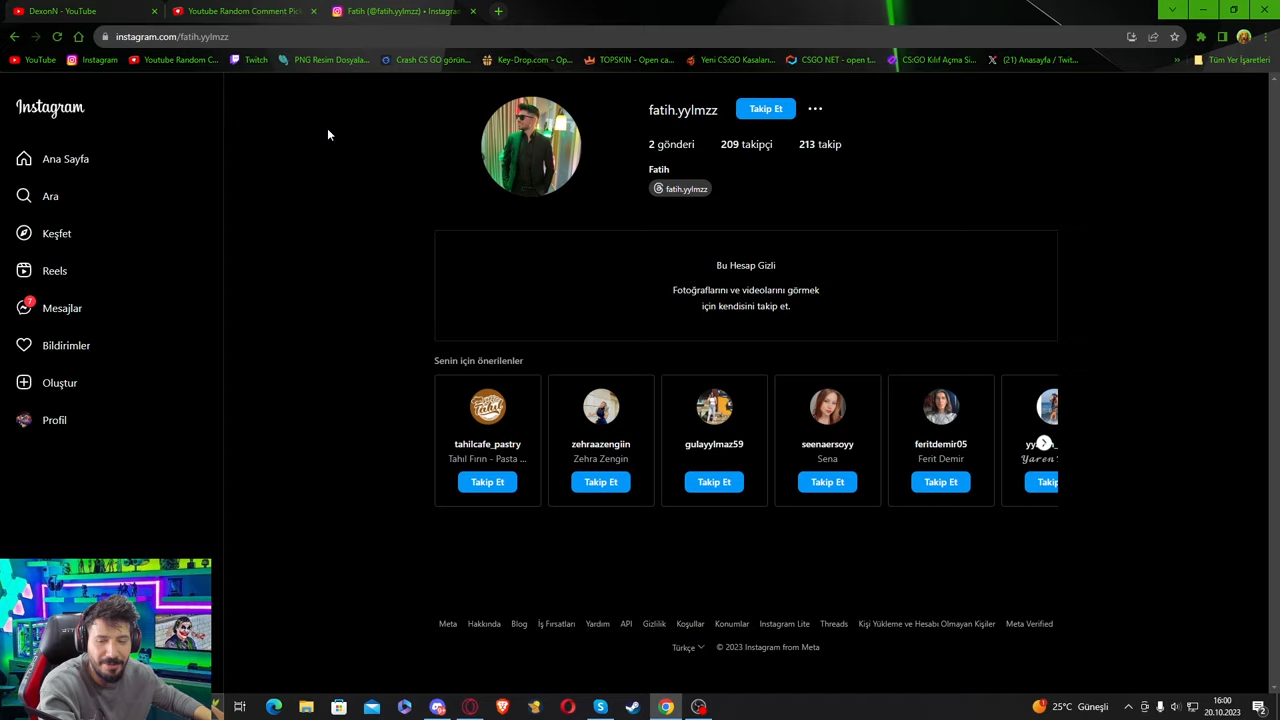 DexonN - YouTube
Youtube Random Comment Pick
Fatih (@fatih.yylmzz) • Instagram
instagram.com/fatih.yylmzz
YouTube
Instagram
Youtube Random C...
Twitch
PNG Resim Dosyala...
Crash CS GO görün...
Key-Drop.com - Op...
TOPSKIN - Open ca...
Yeni CS:GO Kasaları...
CSGO NET - open t...
CS:GO Kılıf Açma Si...
(21) Anasayfa / Twit...
»
Tüm Yer İşaretleri
Instagram
Ana Sayfa
Ara
Keşfet
Reels
7
Mesajlar
Bildirimler
Oluştur
Profil
fatih.yylmzz
Takip Et
2 gönderi 209 takipçi 213 takip
Fatih
fatih.yylmzz
Bu Hesap Gizli
Fotoğraflarını ve videolarını görmek
için kendisini takip et.
Senin için önerilenler
tahilcafe_pastry
Tahıl Fırın - Pasta ...
Takip Et
zehraazengiin
Zehra Zengin
Takip Et
gulayylmaz59
Takip Et
seenaersoyy
Sena
Takip Et
feritdemir05
Ferit Demir
Takip Et
Meta Hakkında Blog İş Fırsatları Yardım API Gizlilik Koşullar Konumlar Instagram Lite Threads Kişi Yükleme ve Hesabı Olmayan Kişiler Meta Verified
Türkçe © 2023 Instagram from Meta
25°C Güneşli
16:00
20.10.2023
2